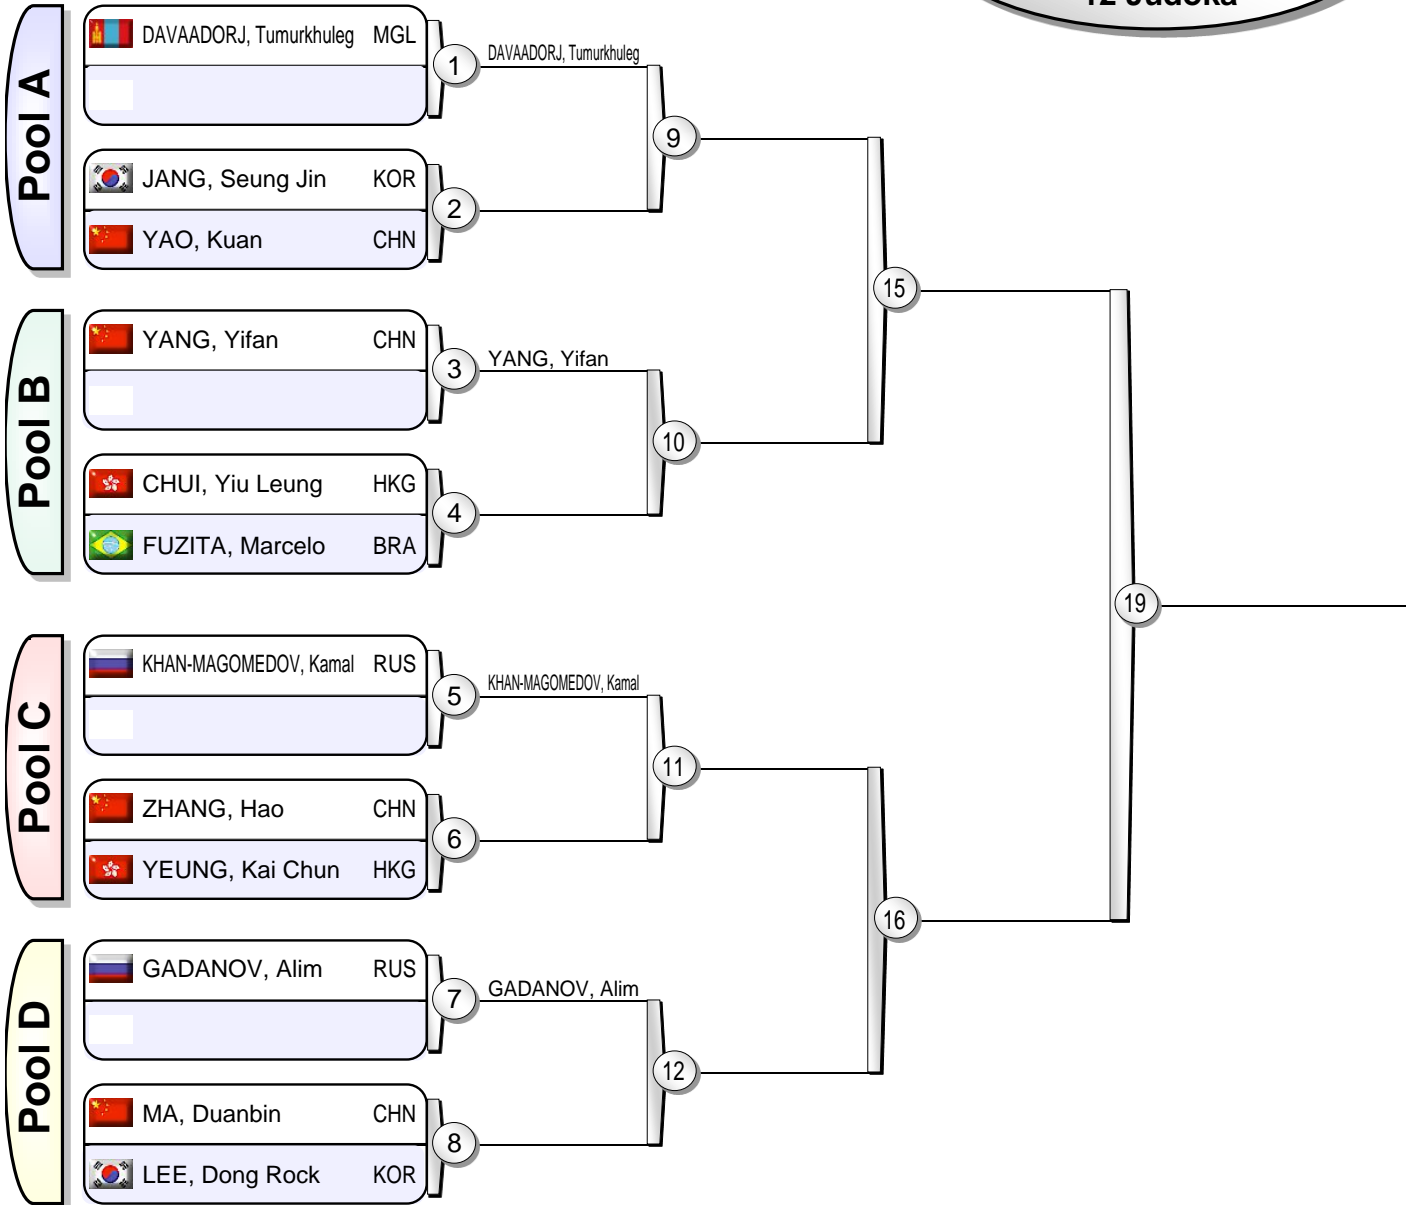 12 Judoka
Pool A
DAVAADORJ, Tumurkhuleg MGL
1
DAVAADORJ, Tumurkhuleg
9
JANG, Seung Jin KOR
2
YAO, Kuan CHN
15
Pool B
YANG, Yifan CHN
3
YANG, Yifan
10
CHUI, Yiu Leung HKG
4
FUZITA, Marcelo BRA
19
Pool C
KHAN-MAGOMEDOV, Kamal RUS
5
KHAN-MAGOMEDOV, Kamal
11
ZHANG, Hao CHN
6
YEUNG, Kai Chun HKG
16
Pool D
GADANOV, Alim RUS
7
GADANOV, Alim
12
MA, Duanbin CHN
8
LEE, Dong Rock KOR